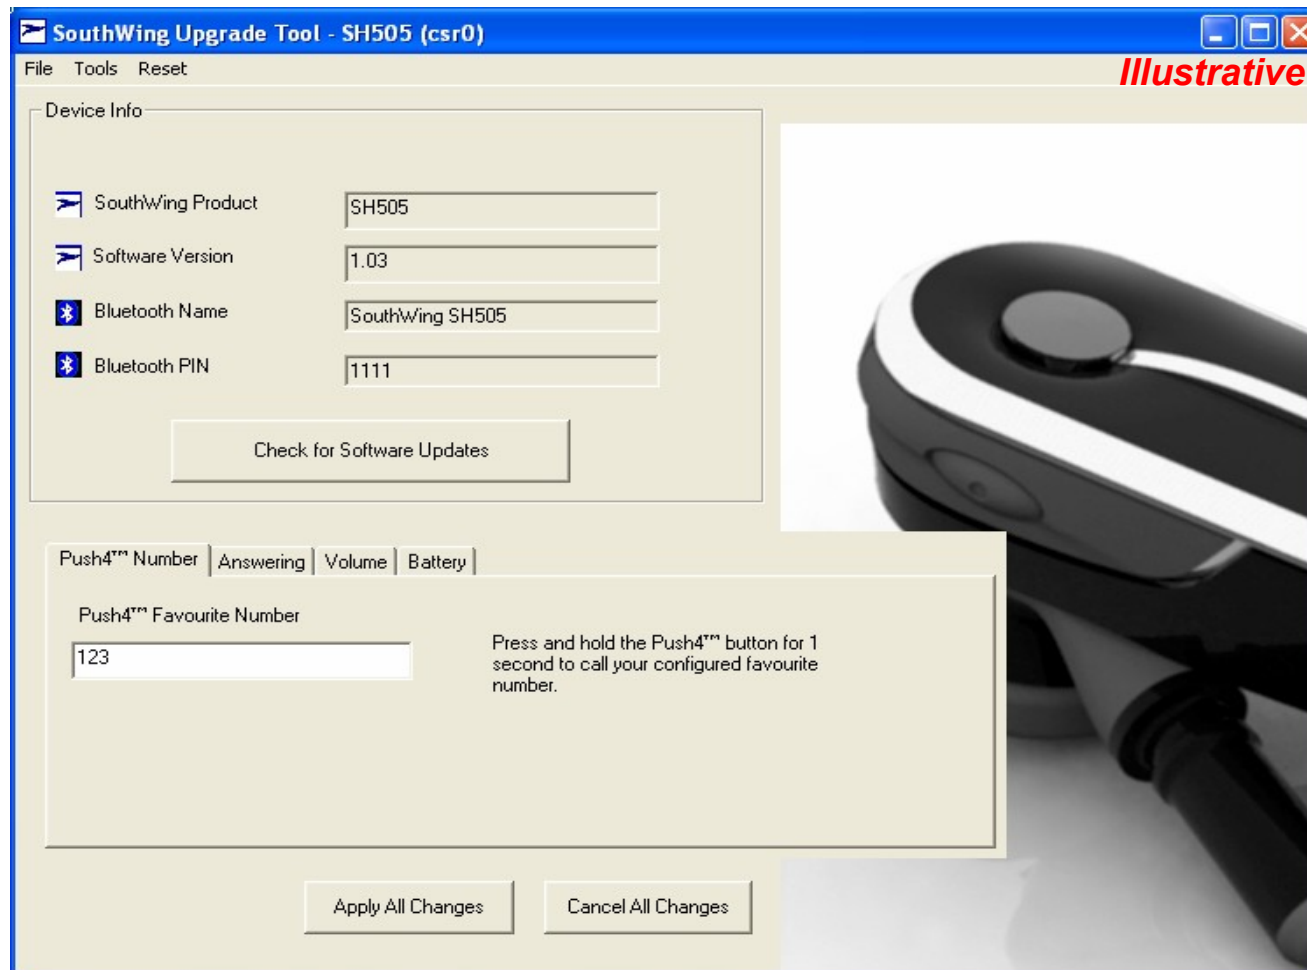 SouthWing Upgrade Tool - SH505 (csr0)
File Tools Reset
Illustrative
Device Info
SouthWing Product
SH505
Software Version
1.03
Bluetooth Name
SouthWing SH505
Bluetooth PIN
1111
Check for Software Updates
Push4™ Number Answering Volume Battery
Push4™ Favourite Number
123
Press and hold the Push4™ button for 1
second to call your configured favourite
number.
Apply All Changes Cancel All Changes